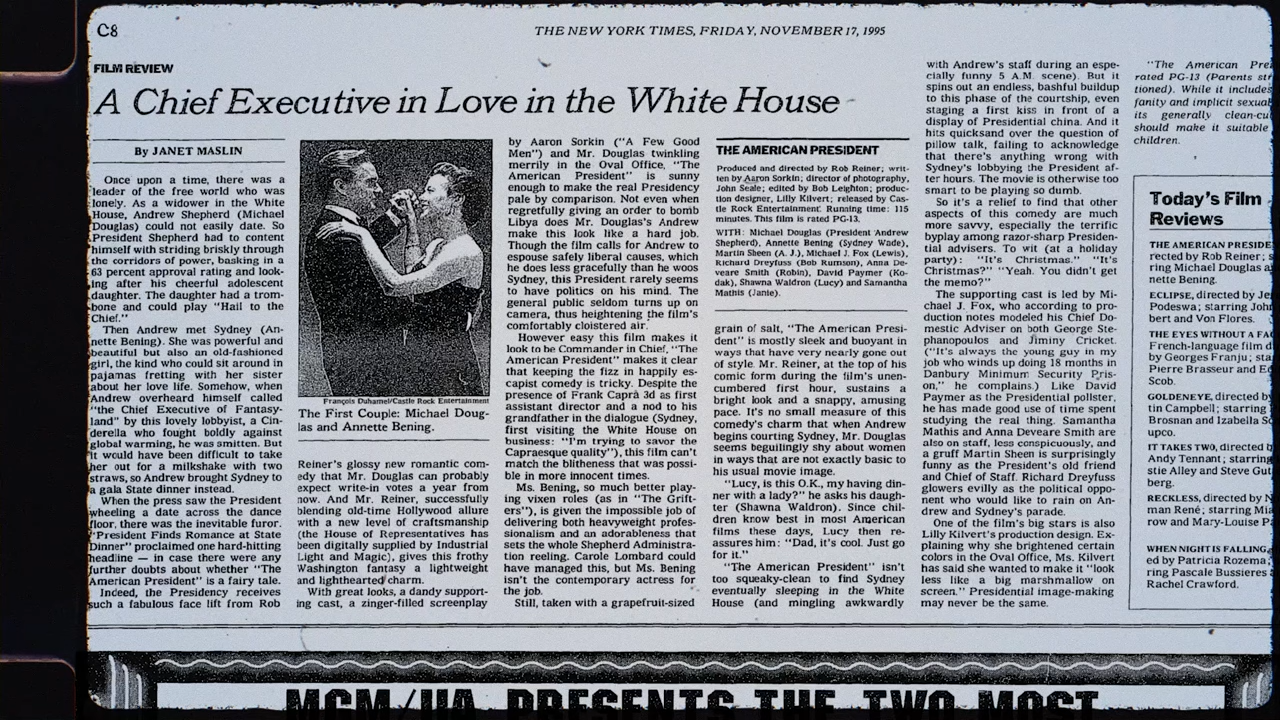 C8
THE NEW YORK TIMES, FRIDAY, NOVEMBER 17, 1995
FILM REVIEW
A Chief Executive in Love in the White House
By JANET MASLIN
Once upon a time, there was a
leader of the free world who was
lonely. As a widower in the White
House, Andrew Shepherd (Michael
Douglas) could not easily date. So
President Shepherd had to content
himself with striding briskly through
the corridors of power, basking in a
63 percent approval rating and look-
ing after his cheerful adolescent
daughter. The daughter had a trom-
bone and could play "Hail to the
Chief."
Then Andrew met Sydney (An-
nette Bening). She was powerful and
beautiful but also an old-fashioned
girl, the kind who could sit around in
pajamas fretting with her sister
about her love life. Somehow, when
Andrew overheard himself called
"the Chief Executive of Fantasy-
land" by this lovely lobbyist, a Cin-
derella who fought boldly against
global warming, he was smitten. But
it would have been difficult to take
her out for a milkshake with two
straws, so Andrew brought Sydney to
a gala State dinner instead.
When the press saw the President
wheeling a date across the dance
floor, there was the inevitable furor.
"President Finds Romance at State
Dinner" proclaimed one hard-hitting
headline — in case there were any
further doubts about whether "The
American President" is a fairy tale.
Indeed, the Presidency receives
such a fabulous face lift from Rob
François Duhamel/Castle Rock Entertainment
The First Couple: Michael Doug-
las and Annette Bening.
Reiner's glossy new romantic com-
edy that Mr. Douglas can probably
expect write-in votes a year from
now. And Mr. Reiner, successfully
blending old-time Hollywood allure
with a new level of craftsmanship
(the House of Representatives has
been digitally supplied by Industrial
Light and Magic), gives this frothy
Washington fantasy a lightweight
and lighthearted charm.
With great looks, a dandy support-
ing cast, a zinger-filled screenplay
by Aaron Sorkin ("A Few Good
Men") and Mr. Douglas twinkling
merrily in the Oval Office, "The
American President" is sunny
enough to make the real Presidency
pale by comparison. Not even when
regretfully giving an order to bomb
Libya does Mr. Douglas's Andrew
make this look like a hard job.
Though the film calls for Andrew to
espouse safely liberal causes, which
he does less gracefully than he woos
Sydney, this President rarely seems
to have politics on his mind. The
general public seldom turns up on
camera, thus heightening the film's
comfortably cloistered air.
However easy this film makes it
look to be Commander in Chief, "The
American President" makes it clear
that keeping the fizz in happily es-
capist comedy is tricky. Despite the
presence of Frank Capra 3d as first
assistant director and a nod to his
grandfather in the dialogue (Sydney,
first visiting the White House on
business: "I'm trying to savor the
Capraesque quality"), this film can't
match the blitheness that was possi-
ble in more innocent times.
Ms. Bening, so much better play-
ing vixen roles (as in "The Grift-
ers"), is given the impossible job of
delivering both heavyweight profes-
sionalism and an adorableness that
sets the whole Shepherd Administra-
tion reeling. Carole Lombard could
have managed this, but Ms. Bening
isn't the contemporary actress for
the job.
Still, taken with a grapefruit-sized
THE AMERICAN PRESIDENT
Produced and directed by Rob Reiner; writ-
ten by Aaron Sorkin; director of photography,
John Seale; edited by Bob Leighton; produc-
tion designer, Lilly Kilvert; released by Cas-
tle Rock Entertainment. Running time: 115
minutes. This film is rated PG-13.
WITH: Michael Douglas (President Andrew
Shepherd), Annette Bening (Sydney Wade),
Martin Sheen (A. J.), Michael J. Fox (Lewis),
Richard Dreyfuss (Bob Rumson), Anna De-
veare Smith (Robin), David Paymer (Ko-
dak), Shawna Waldron (Lucy) and Samantha
Mathis (Janie).
grain of salt, "The American Presi-
dent" is mostly sleek and buoyant in
ways that have very nearly gone out
of style. Mr. Reiner, at the top of his
comic form during the film's unen-
cumbered first hour, sustains a
bright look and a snappy, amusing
pace. It's no small measure of this
comedy's charm that when Andrew
begins courting Sydney, Mr. Douglas
seems beguilingly shy about women
in ways that are not exactly basic to
his usual movie image.
"Lucy, is this O.K., my having din-
ner with a lady?" he asks his daugh-
ter (Shawna Waldron). Since chil-
dren know best in most American
films these days, Lucy then re-
assures him: "Dad, it's cool. Just go
for it."
"The American President" isn't
too squeaky-clean to find Sydney
eventually sleeping in the White
House (and mingling awkwardly
with Andrew's staff during an espe-
cially funny 5 A.M. scene). But it
spins out an endless, bashful buildup
to this phase of the courtship, even
staging a first kiss in front of a
display of Presidential china. And it
hits quicksand over the question of
pillow talk, failing to acknowledge
that there's anything wrong with
Sydney's lobbying the President af-
ter hours. The movie is otherwise too
smart to be playing so dumb.
So it's a relief to find that other
aspects of this comedy are much
more savvy, especially the terrific
byplay among razor-sharp Presiden-
tial advisers. To wit (at a holiday
party): "It's Christmas." "It's
Christmas?" "Yeah. You didn't get
the memo?"
The supporting cast is led by Mi-
chael J. Fox, who according to pro-
duction notes modeled his Chief Do-
mestic Adviser on both George Ste-
phanopoulos and Jiminy Cricket.
("It's always the young guy in my
job who winds up doing 18 months in
Danbury Minimum Security Pris-
on," he complains.) Like David
Paymer as the Presidential pollster,
he has made good use of time spent
studying the real thing. Samantha
Mathis and Anna Deveare Smith are
also on staff, less conspicuously, and
a gruff Martin Sheen is surprisingly
funny as the President's old friend
and Chief of Staff. Richard Dreyfuss
glowers evilly as the political oppo-
nent who would like to rain on An-
drew and Sydney's parade.
One of the film's big stars is also
Lilly Kilvert's production design. Ex-
plaining why she brightened certain
colors in the Oval Office, Ms. Kilvert
has said she wanted to make it "look
less like a big marshmallow on
screen." Presidential image-making
may never be the same.
"The American Pre
rated PG-13 (Parents str
tioned). While it includes
fanity and implicit sexual
its generally clean-cu
should make it suitable
children.
Today's Film
Reviews
THE AMERICAN PRESIDE
rected by Rob Reiner; s
ring Michael Douglas a
nette Bening.
ECLIPSE, directed by Je
Podeswa; starring John
bert and Von Flores.
THE EYES WITHOUT A FA
French-language film d
by Georges Franju; sta
Pierre Brasseur and Ed
Scob.
GOLDENEYE, directed by
tin Campbell; starring
Brosnan and Izabella Sc
upco.
IT TAKES TWO, directed b
Andy Tennant; starring
stie Alley and Steve Gut
berg.
RECKLESS, directed by N
man René; starring Mia
row and Mary-Louise Pa
WHEN NIGHT IS FALLING,
ed by Patricia Rozema;
ring Pascale Bussieres a
Rachel Crawford.
MGM/UA PRESENTS THE TWO MOST